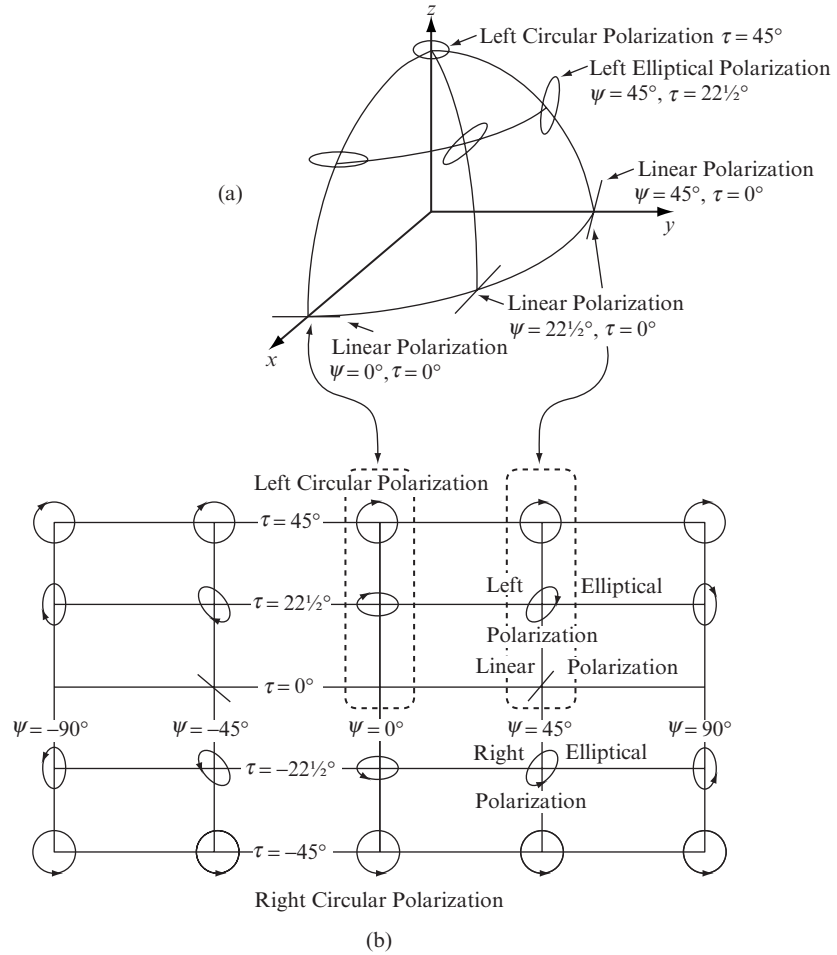 z
Left Circular Polarization τ = 45°
Left Elliptical Polarization
ψ = 45°, τ = 22½°
(a)
Linear Polarization
ψ = 45°, τ = 0°
y
Linear Polarization
ψ = 22½°, τ = 0°
x
Linear Polarization
ψ = 0°, τ = 0°
Left Circular Polarization
τ = 45°
τ = 22½°
Left Elliptical
Polarization
Linear Polarization
τ = 0°
ψ = −90°
ψ = −45°
ψ = 0°
ψ = 45°
ψ = 90°
Right Elliptical
τ = −22½°
Polarization
τ = −45°
Right Circular Polarization
(b)